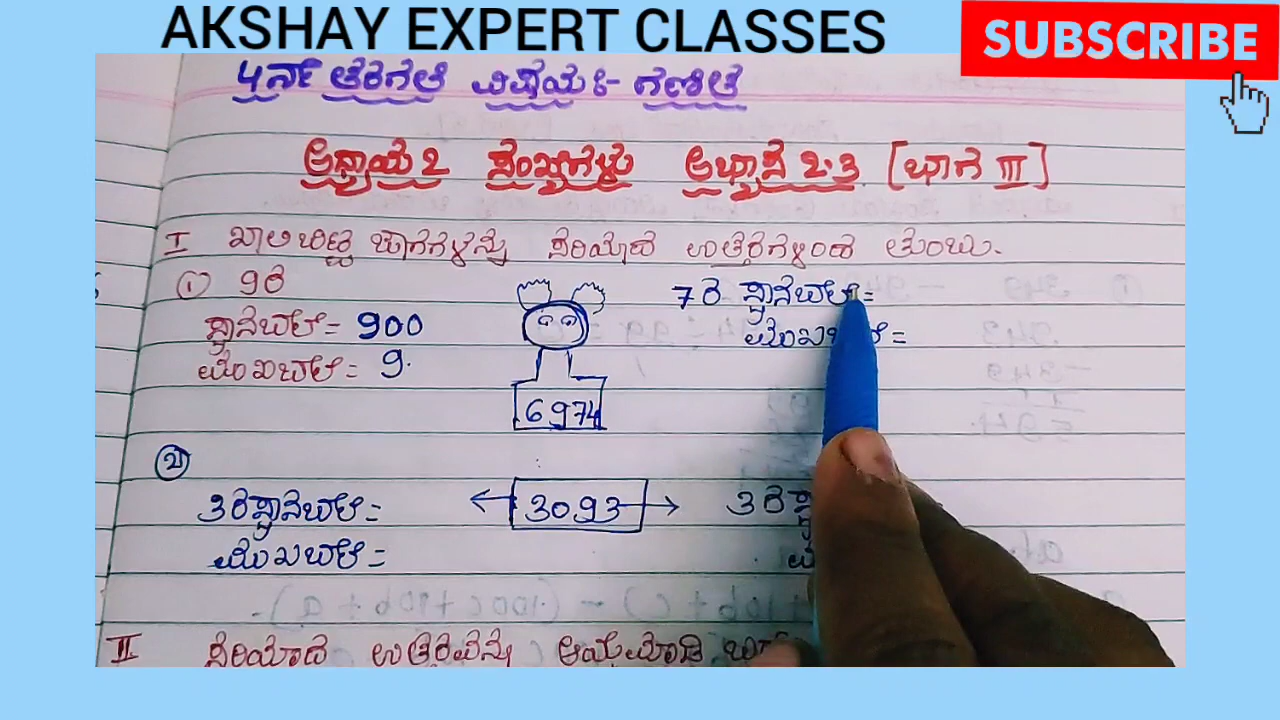 AKSHAY EXPERT CLASSES
SUBSCRIBE
4ನೇ ತರಗತಿ ವಿಷಯ:- ಗಣಿತ
ಅಧ್ಯಾಯ 2 ಸಂಖ್ಯೆಗಳು ಅಭ್ಯಾಸ 2.3 [ಭಾಗ III]
I ಖಾಲಿ ಬಿಟ್ಟ ಜಾಗಗಳನ್ನು ಸರಿಯಾದ ಉತ್ತರಗಳಿಂದ ತುಂಬು.
① 9ರ
7ರ ಸ್ಥಾನಬೆಲೆ =
ಸ್ಥಾನಬೆಲೆ = 900
ಮುಖಬೆಲೆ =
ಮುಖಬೆಲೆ = 9.
6974
②
3ರ ಸ್ಥಾನಬೆಲೆ =
3093
3ರ
ಮುಖಬೆಲೆ =
II ಸರಿಯಾದ ಉತ್ತರವನ್ನು ಆಯ್ಕೆಮಾಡಿ